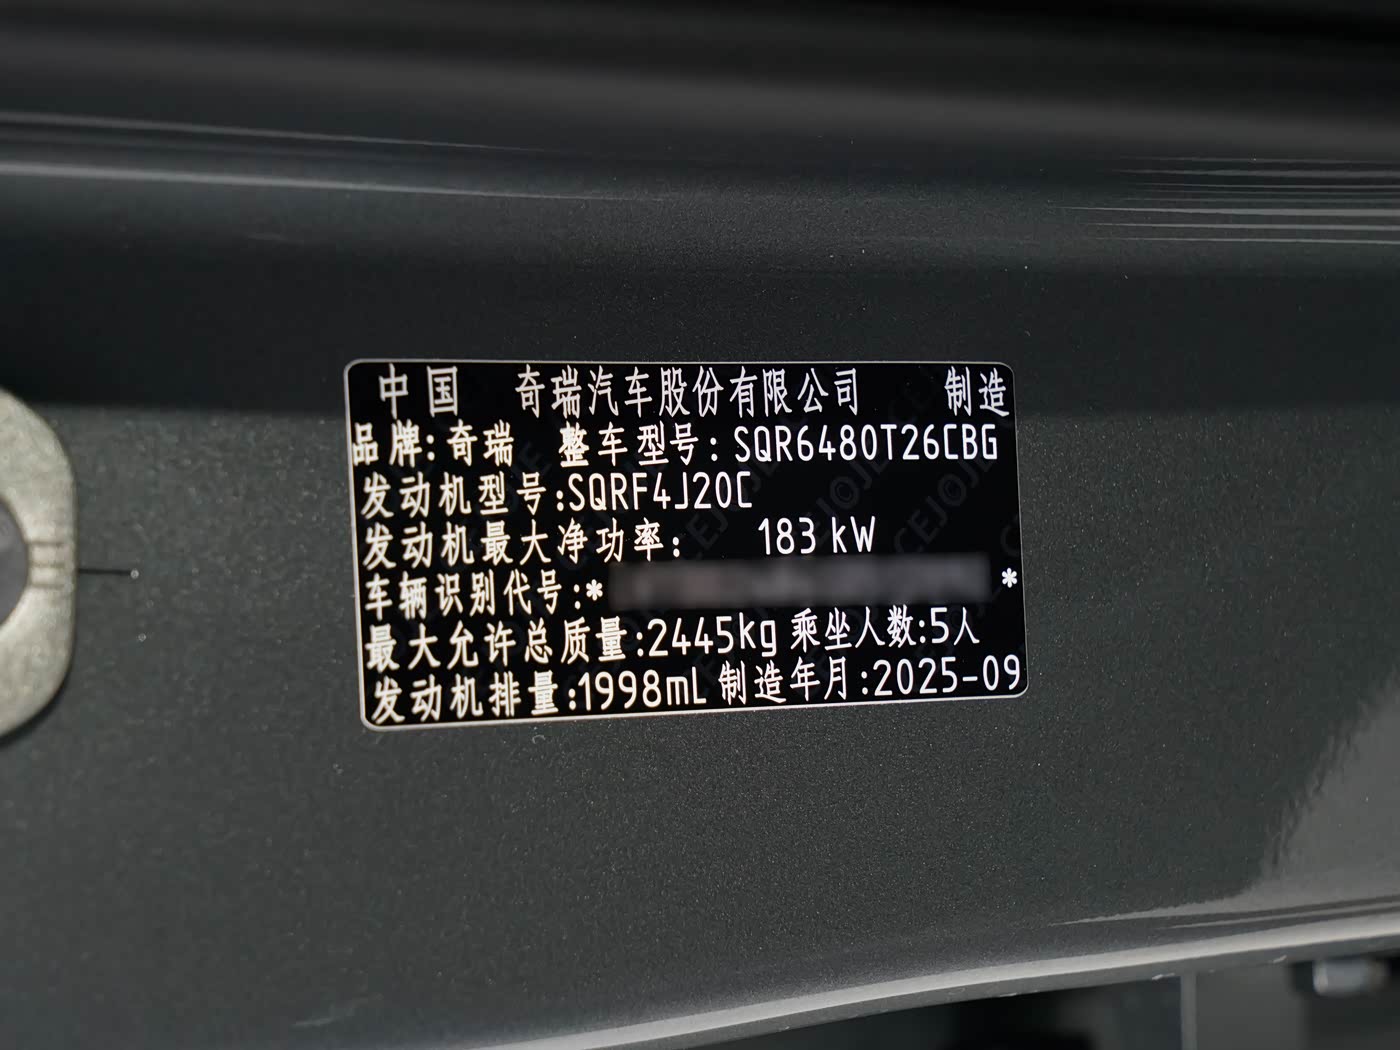 中国 奇瑞汽车股份有限公司 制造
品牌:奇瑞 整车型号:SQR6480T26CBG
发动机型号:SQRF4J20C
发动机最大净功率: 183 kW
车辆识别代号:* *
最大允许总质量:2445kg 乘坐人数:5人
发动机排量:1998mL 制造年月:2025-09